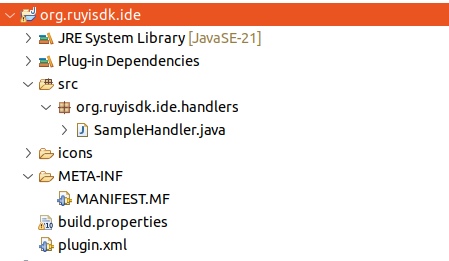 org.ruyisdk.ide
JRE System Library [JavaSE-21]
Plug-in Dependencies
src
org.ruyisdk.ide.handlers
SampleHandler.java
icons
META-INF
MANIFEST.MF
build.properties
plugin.xml